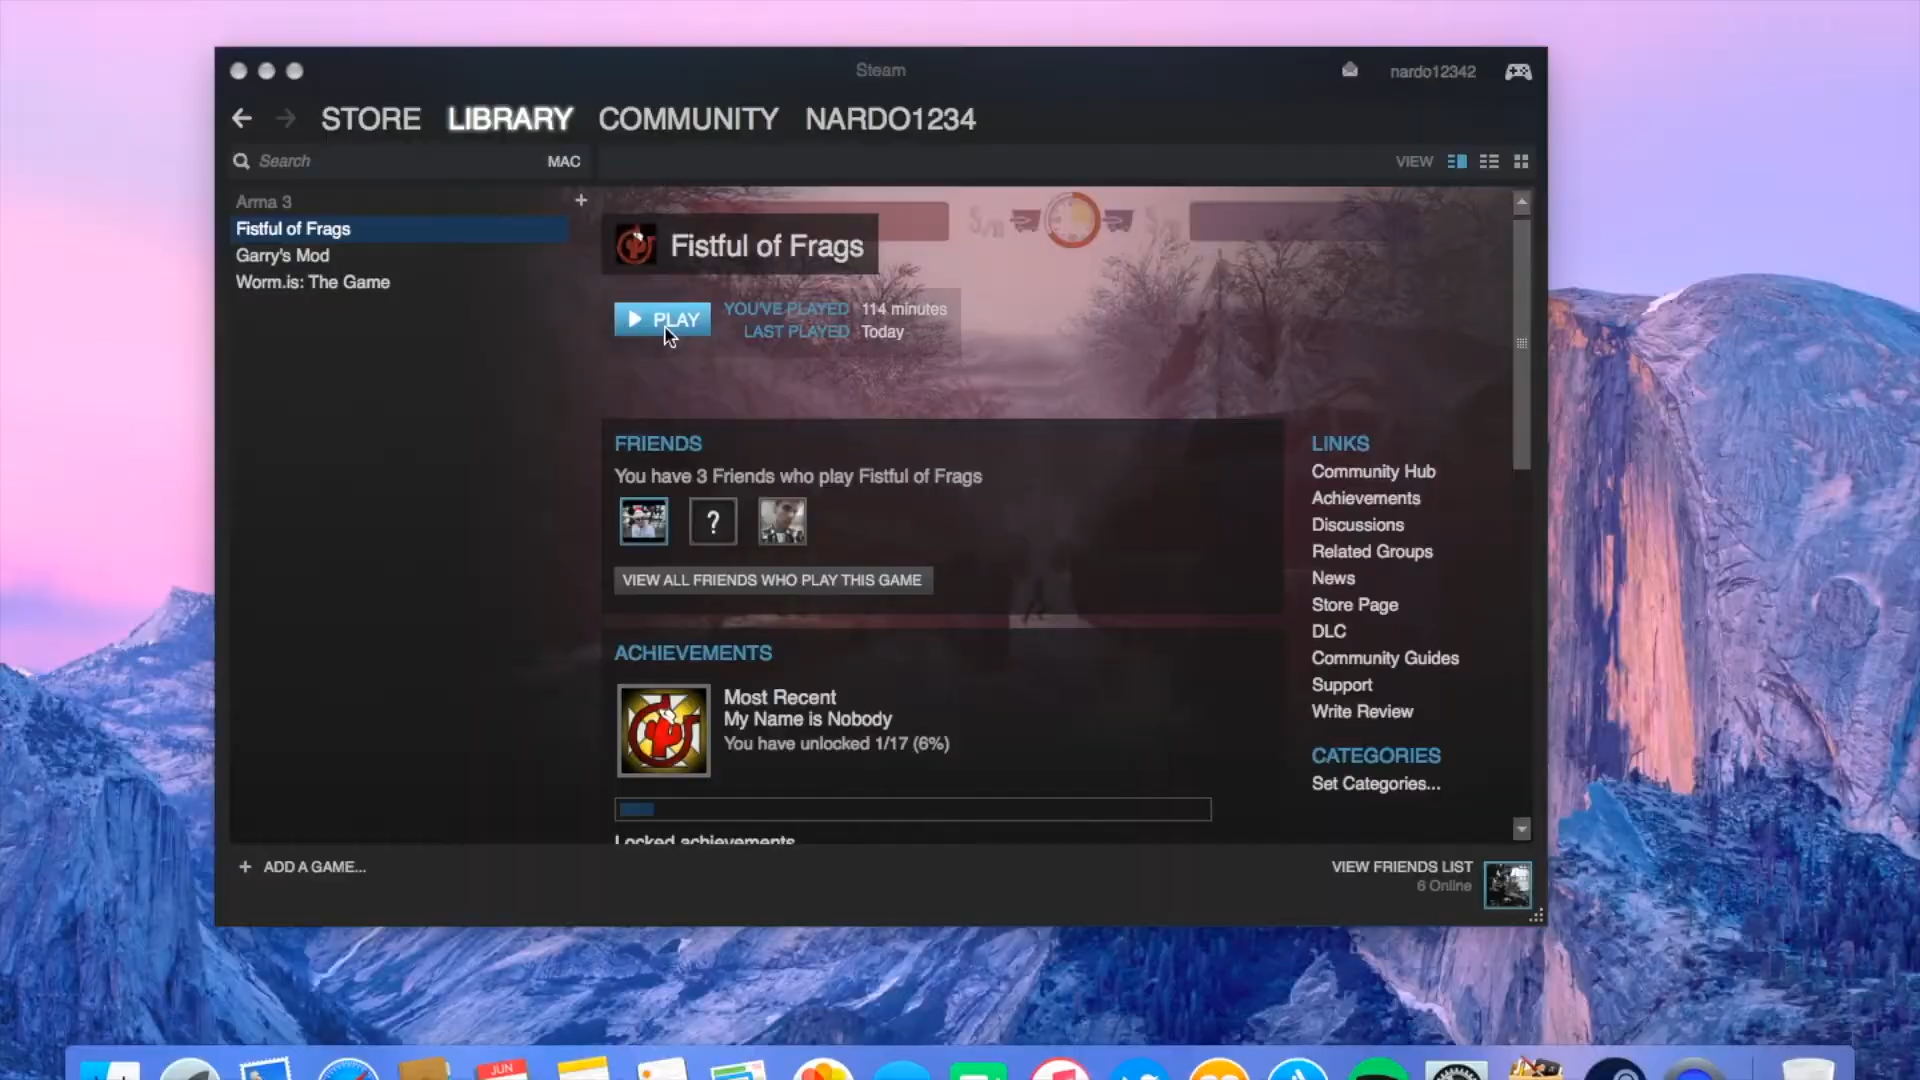 Steam
nardo12342
STORE LIBRARY COMMUNITY NARDO1234
Search MAC
VIEW
Arma 3
Fistful of Frags
Garry's Mod
Worm.is: The Game
Fistful of Frags
PLAY
YOU'VE PLAYED 114 minutes
LAST PLAYED Today
FRIENDS
You have 3 Friends who play Fistful of Frags
?
VIEW ALL FRIENDS WHO PLAY THIS GAME
ACHIEVEMENTS
Most Recent
My Name is Nobody
You have unlocked 1/17 (6%)
Locked achievements
LINKS
Community Hub
Achievements
Discussions
Related Groups
News
Store Page
DLC
Community Guides
Support
Write Review
CATEGORIES
Set Categories...
+ ADD A GAME...
VIEW FRIENDS LIST
6 Online
JUN